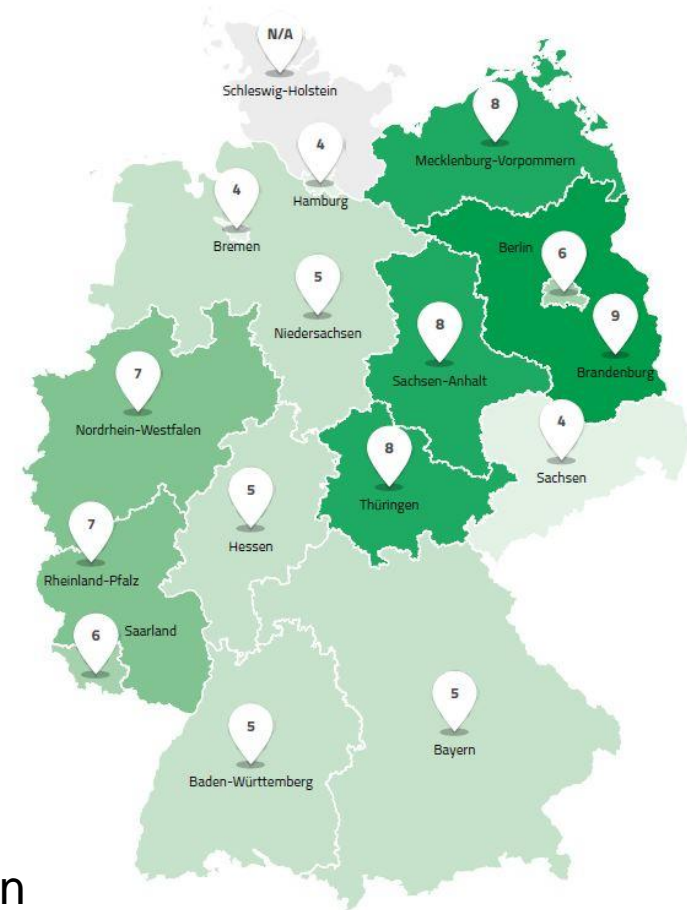 N/A
Schleswig-Holstein
8
Mecklenburg-Vorpommern
4
Hamburg
4
Bremen
Berlin
6
5
Niedersachsen
9
Brandenburg
8
Sachsen-Anhalt
7
Nordrhein-Westfalen
4
Sachsen
8
Thüringen
5
Hessen
7
Rheinland-Pfalz
6
Saarland
5
Bayern
5
Baden-Württemberg
n